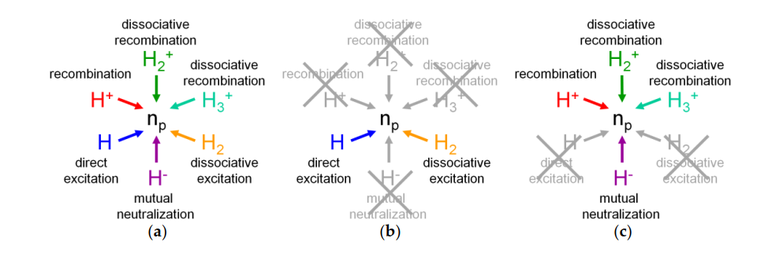 dissociative
recombination
H₂⁺
recombination
dissociative
recombination
H⁺
H₃⁺
nₚ
H
H₂
direct
excitation
H⁻
dissociative
excitation
mutual
neutralization
(a)
dissociative
recombination
H₂⁺
recombination
dissociative
recombination
H⁺
H₃⁺
nₚ
H
H₂
direct
excitation
H⁻
dissociative
excitation
mutual
neutralization
(b)
dissociative
recombination
H₂⁺
recombination
dissociative
recombination
H⁺
H₃⁺
nₚ
H
H₂
direct
excitation
H⁻
dissociative
excitation
mutual
neutralization
(c)